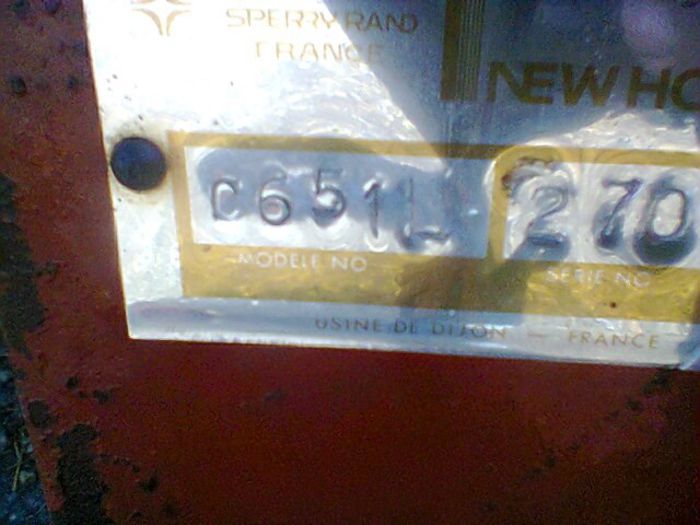 SPERRY RAND
FRANCE
NEW HO
C651L 270
MODELE NO SERIE NO
USINE DE DIJON — FRANCE